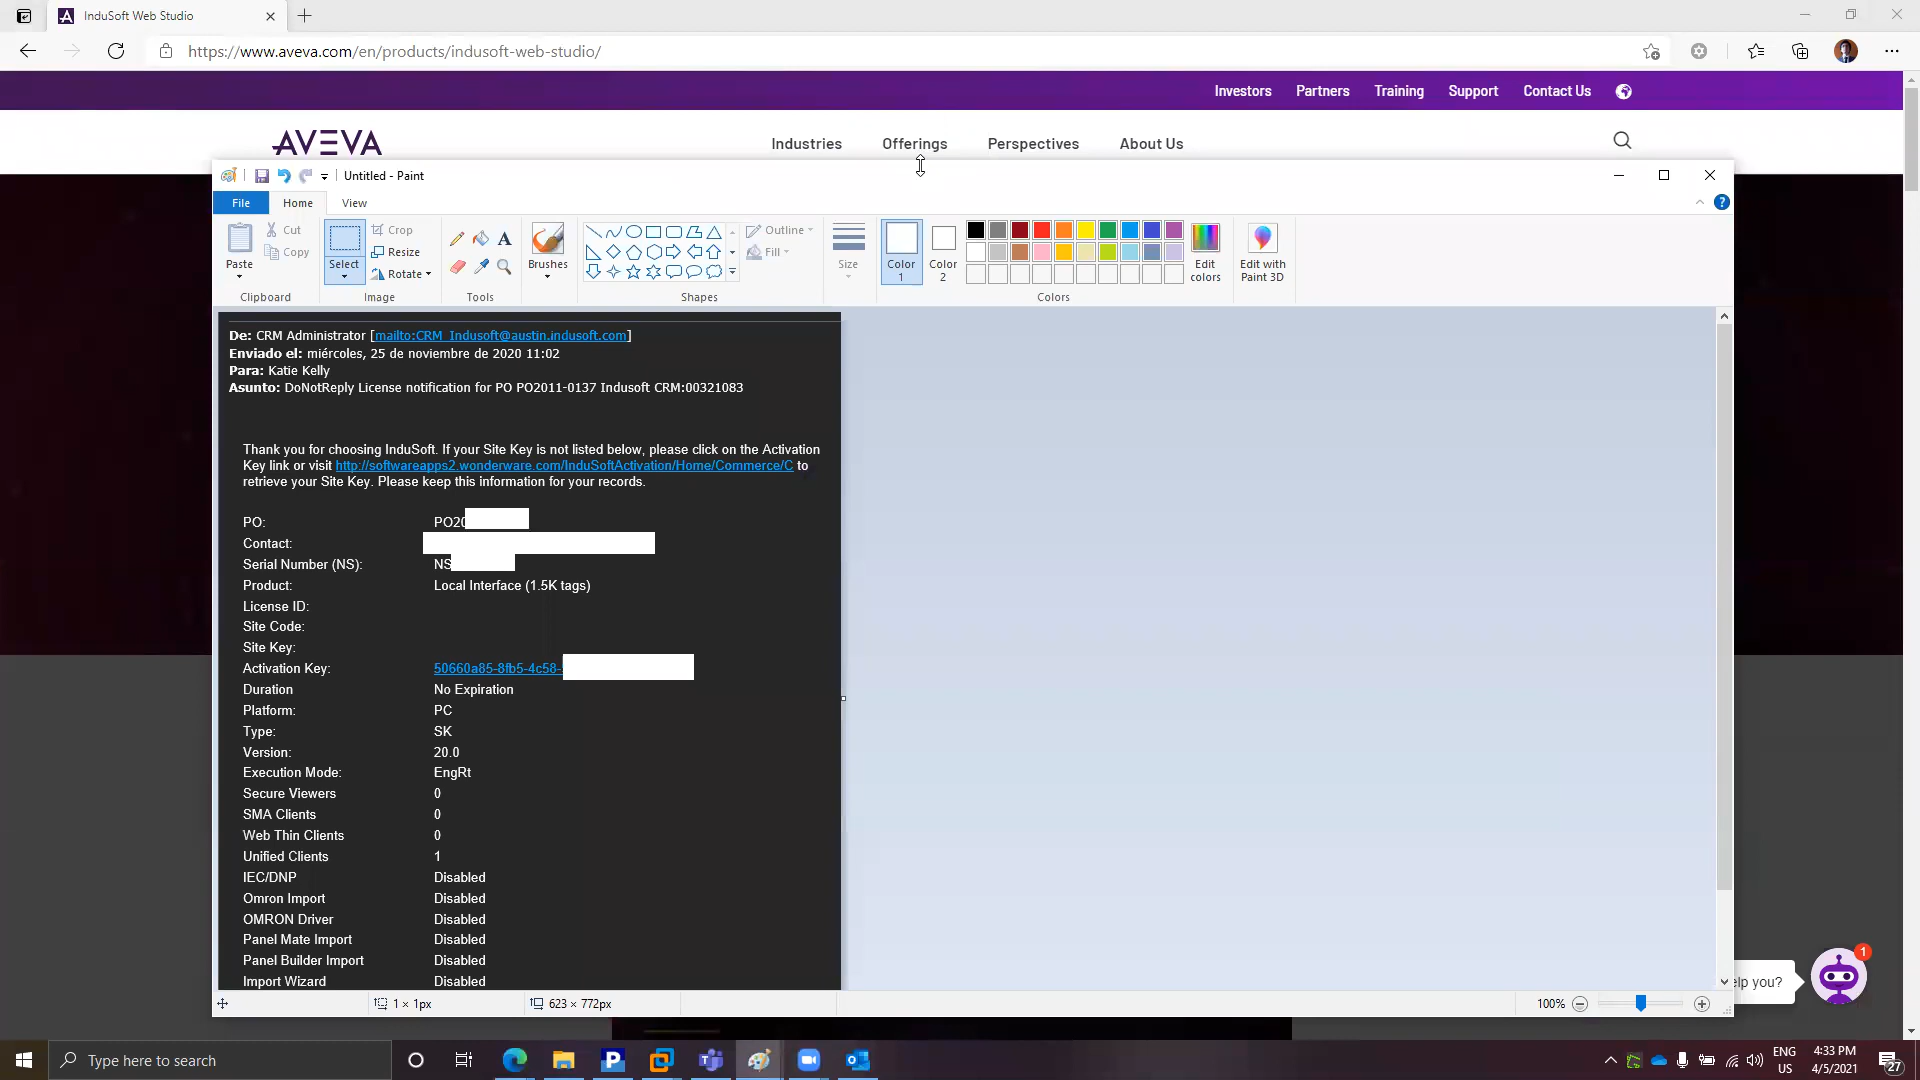 InduSoft Web Studio
https://www.aveva.com/en/products/indusoft-web-studio/
Investors Partners Training Support Contact Us
AVEVA Industries Offerings Perspectives About Us
Untitled - Paint
File Home View
Cut
Copy
Paste
Clipboard
Select
Crop
Resize
Rotate
Image
A
Tools
Brushes
Outline
Fill
Shapes
Size
Color 1
Color 2
Edit colors
Edit with Paint 3D
Colors
De: CRM Administrator [mailto:CRM_Indusoft@austin.indusoft.com]
Enviado el: miércoles, 25 de noviembre de 2020 11:02
Para: Katie Kelly
Asunto: DoNotReply License notification for PO PO2011-0137 Indusoft CRM:00321083
Thank you for choosing InduSoft. If your Site Key is not listed below, please click on the Activation
Key link or visit http://softwareapps2.wonderware.com/InduSoftActivation/Home/Commerce/C to
retrieve your Site Key. Please keep this information for your records.
PO: PO20
Contact:
Serial Number (NS): NS
Product: Local Interface (1.5K tags)
License ID:
Site Code:
Site Key:
Activation Key: 50660a85-8fb5-4c58-
Duration No Expiration
Platform: PC
Type: SK
Version: 20.0
Execution Mode: EngRt
Secure Viewers 0
SMA Clients 0
Web Thin Clients 0
Unified Clients 1
IEC/DNP Disabled
Omron Import Disabled
OMRON Driver Disabled
Panel Mate Import Disabled
Panel Builder Import Disabled
Import Wizard Disabled
1 × 1px 623 × 772px 100%
elp you?
1
Type here to search
ENG
US
4:33 PM
4/5/2021
27